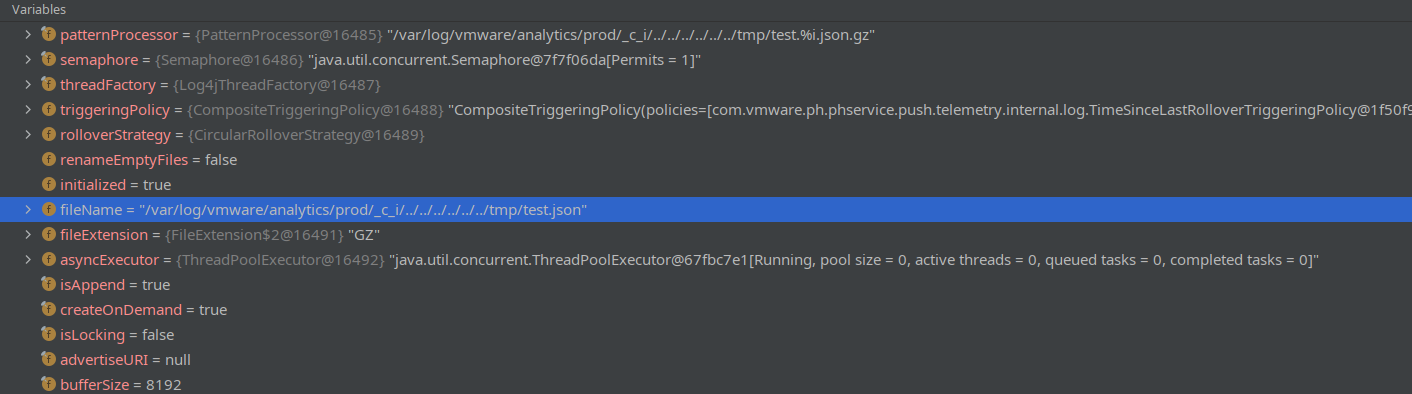 Variables
patternProcessor = {PatternProcessor@16485} "/var/log/vmware/analytics/prod/_c_i/../../../../../../tmp/test.%i.json.gz"
semaphore = {Semaphore@16486} "java.util.concurrent.Semaphore@7f7f06da[Permits = 1]"
threadFactory = {Log4jThreadFactory@16487}
triggeringPolicy = {CompositeTriggeringPolicy@16488} "CompositeTriggeringPolicy(policies=[com.vmware.ph.phservice.push.telemetry.internal.log.TimeSinceLastRolloverTriggeringPolicy@1f50f9
rolloverStrategy = {CircularRolloverStrategy@16489}
renameEmptyFiles = false
initialized = true
fileName = "/var/log/vmware/analytics/prod/_c_i/../../../../../../tmp/test.json"
fileExtension = {FileExtension$2@16491} "GZ"
asyncExecutor = {ThreadPoolExecutor@16492} "java.util.concurrent.ThreadPoolExecutor@67fbc7e1[Running, pool size = 0, active threads = 0, queued tasks = 0, completed tasks = 0]"
isAppend = true
createOnDemand = true
isLocking = false
advertiseURI = null
bufferSize = 8192